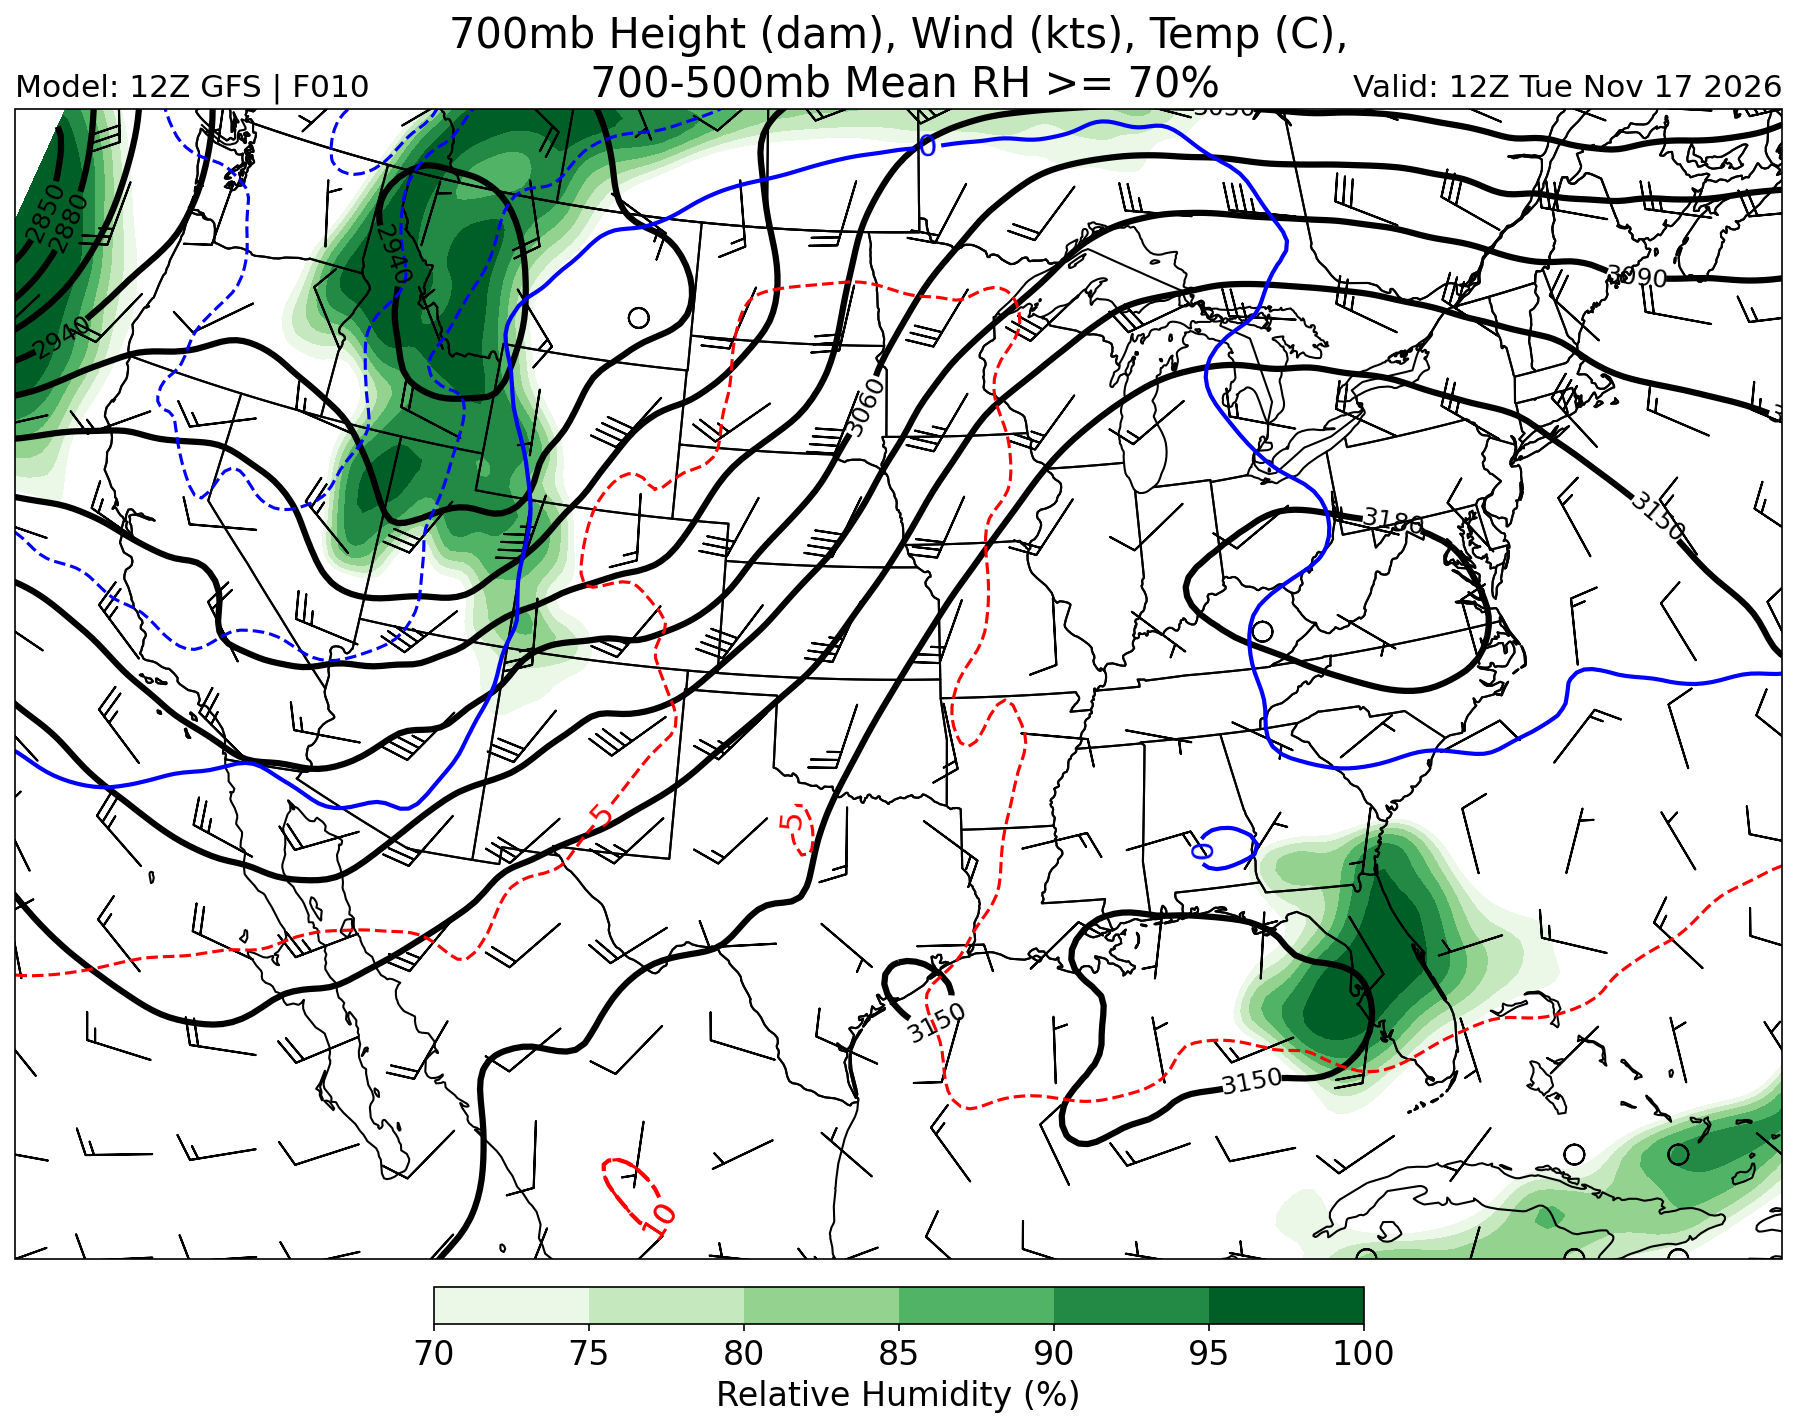 700mb Height (dam), Wind (kts), Temp (C),
Model: 12Z GFS | F010
700-500mb Mean RH >= 70%
Valid: 12Z Tue Nov 17 2026
2850
2880
2940
2940
0
3090
3060
3150
3180
5
5
0
3150
3150
10
70 75 80 85 90 95 100
Relative Humidity (%)